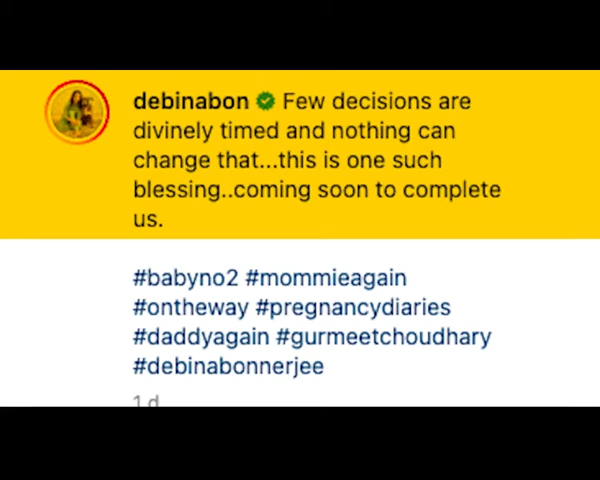 debinabon Few decisions are
divinely timed and nothing can
change that...this is one such
blessing..coming soon to complete
us.
#babyno2 #mommieagain
#ontheway #pregnancydiaries
#daddyagain #gurmeetchoudhary
#debinabonnerjee
1 d